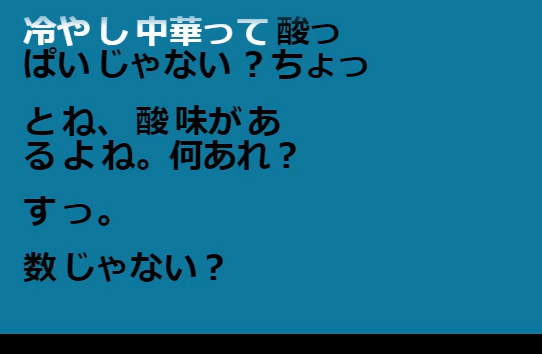 冷やし中華って酸っ
ぱいじゃない？ちょっ
とね、酸味があ
るよね。何あれ？
すっ。
数じゃない？